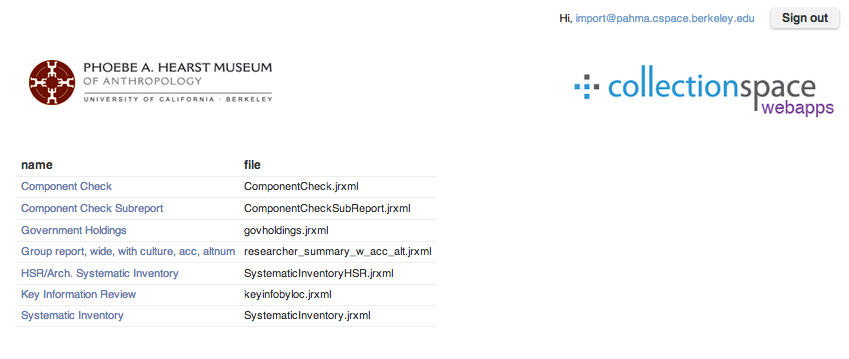 Hi, import@pahma.cspace.berkeley.edu Sign out
PHOEBE A. HEARST MUSEUM
OF ANTHROPOLOGY
UNIVERSITY OF CALIFORNIA · BERKELEY
collectionspace
webapps
name file
Component Check ComponentCheck.jrxml
Component Check Subreport ComponentCheckSubReport.jrxml
Government Holdings govholdings.jrxml
Group report, wide, with culture, acc, altnum researcher_summary_w_acc_alt.jrxml
HSR/Arch. Systematic Inventory SystematicInventoryHSR.jrxml
Key Information Review keyinfobyloc.jrxml
Systematic Inventory SystematicInventory.jrxml